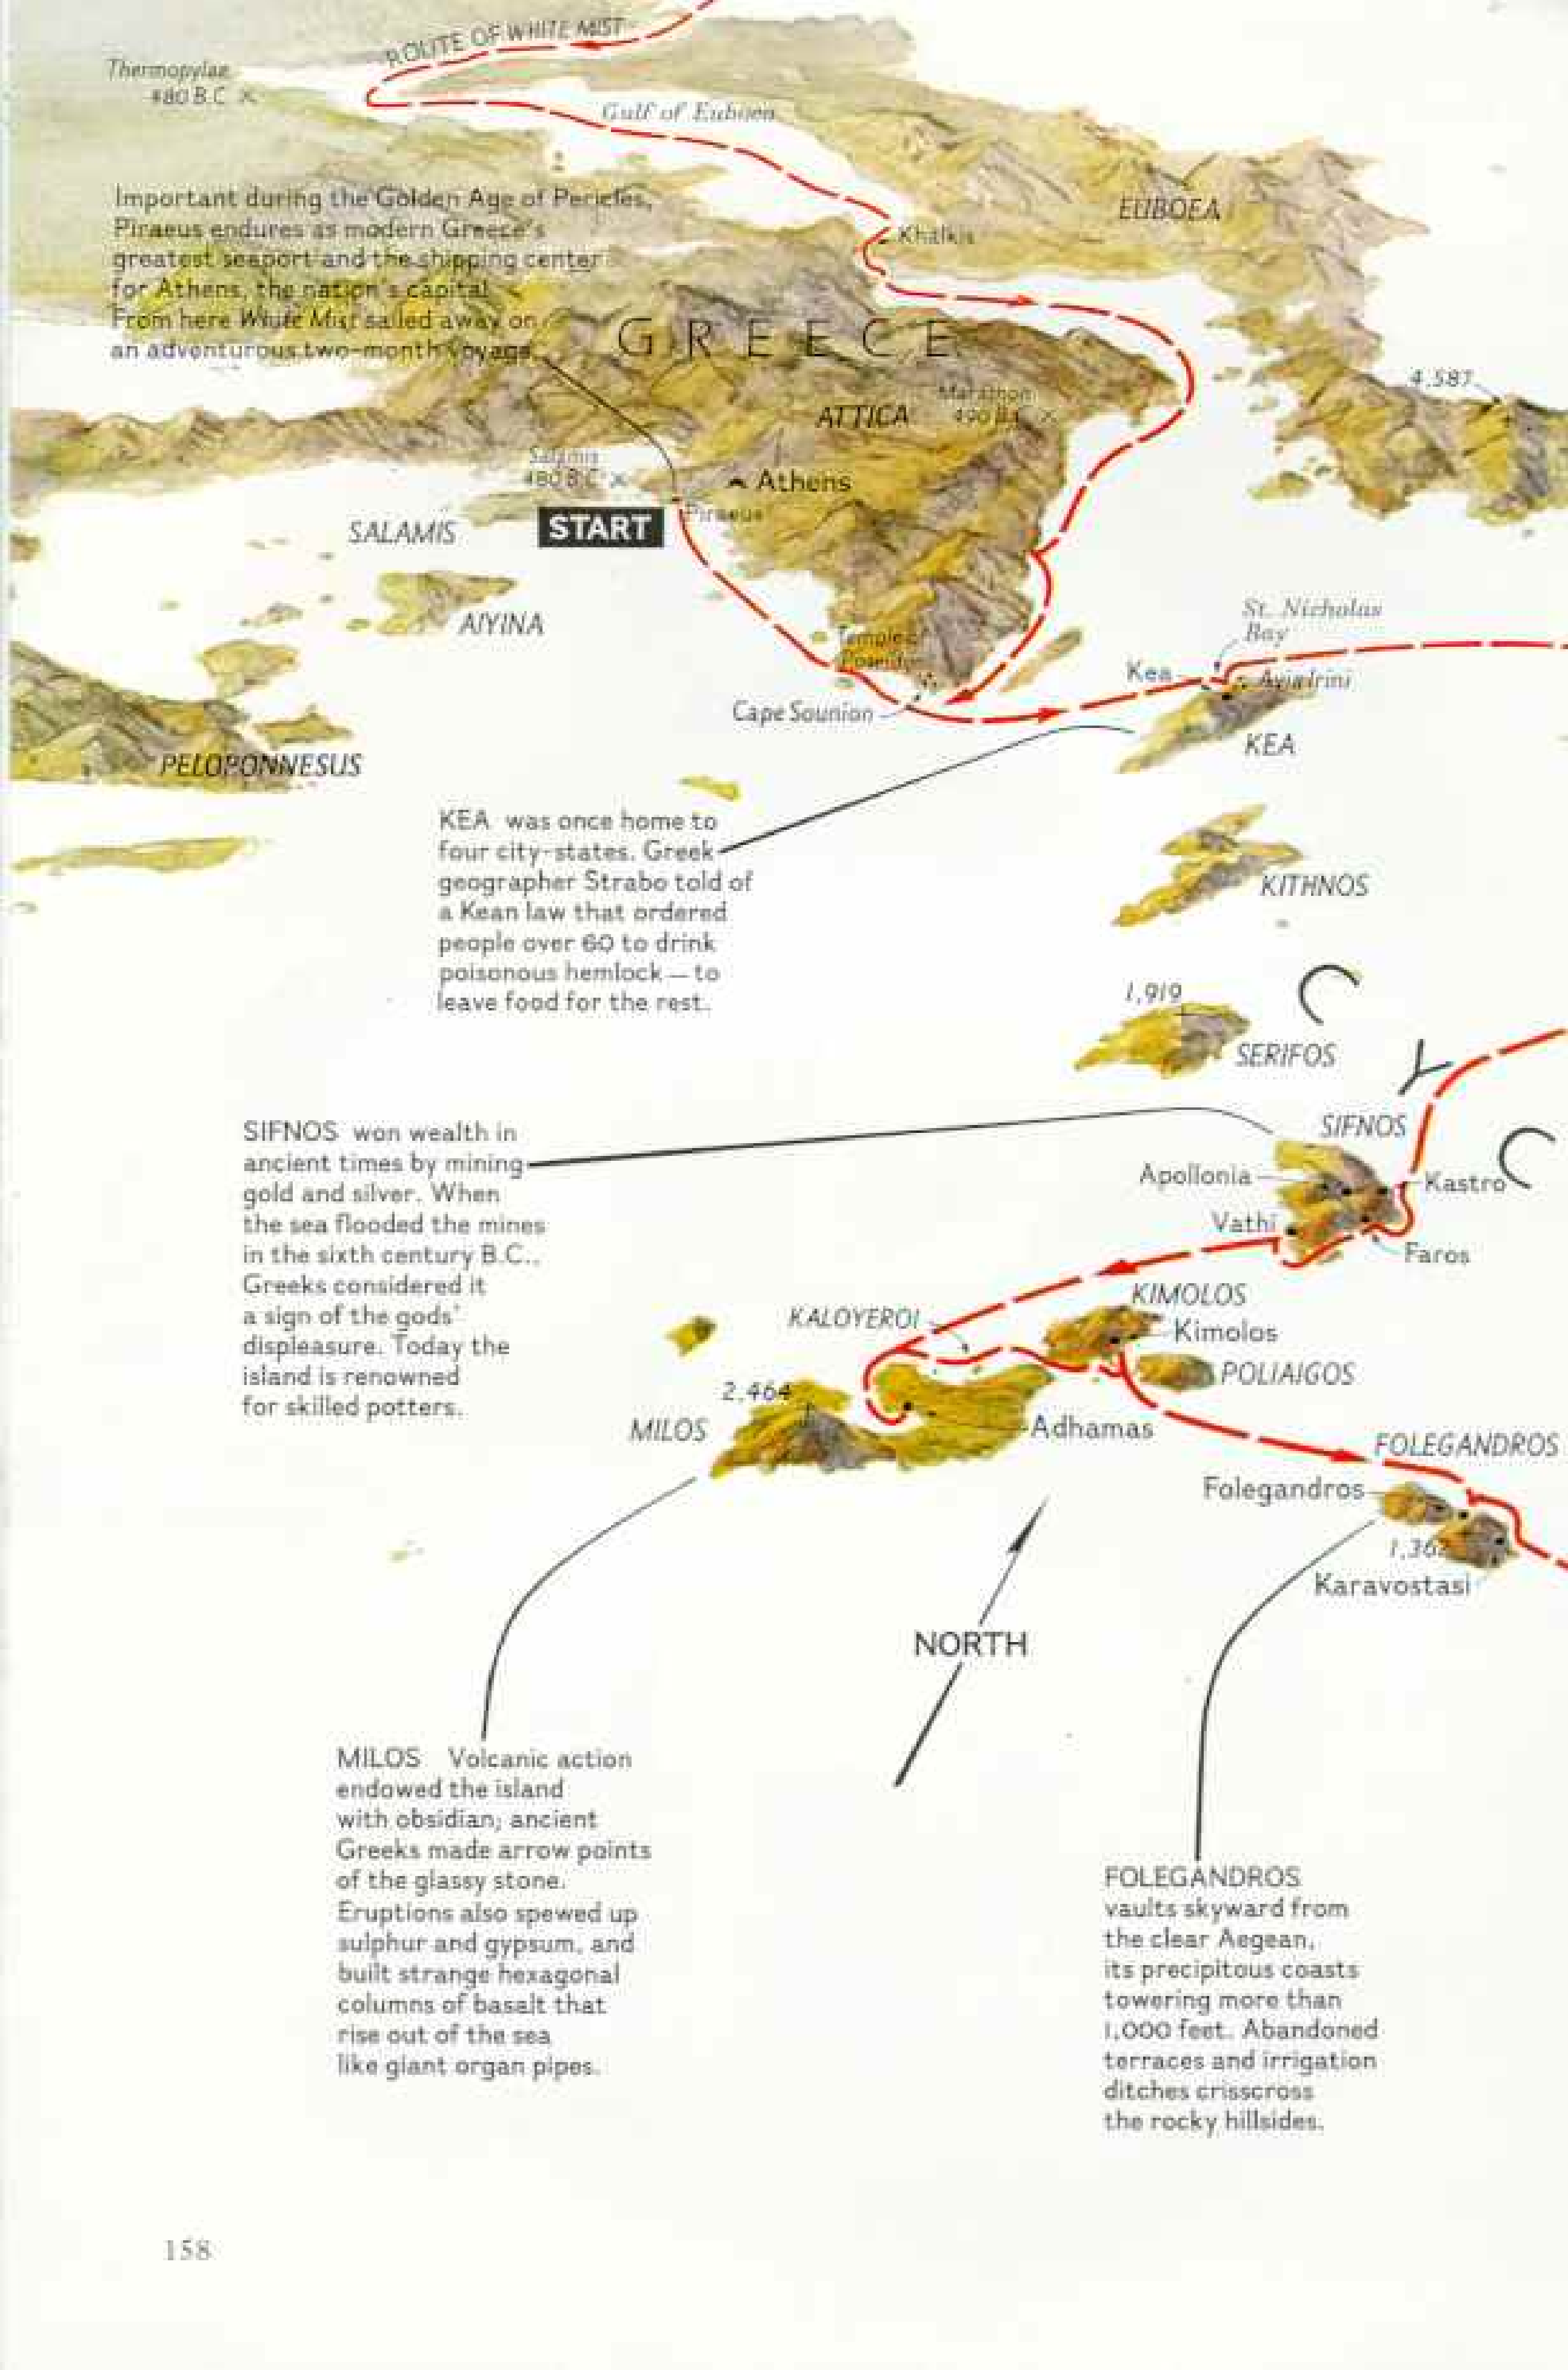 ROUTE OF WHITE MIST
Thermopylae
480 B.C.
Gulf of Euboea
Important during the Golden Age of Pericles,
Piraeus endures as modern Greece's
greatest seaport and the shipping center
for Athens, the nation's capital.
From here White Mist sailed away on
an adventurous two-month voyage.
EUBOEA
Khalkis
GREECE
4,587
Marathon
490 B.C.
ATTICA
Salamis
480 B.C.
Athens
Piraeus
START
SALAMIS
AIYINA
St. Nicholas
Bay
Temple of
Poseidon
Kea
Ayia Irini
Cape Sounion
KEA
PELOPONNESUS
KEA was once home to
four city-states. Greek
geographer Strabo told of
a Kean law that ordered
people over 60 to drink
poisonous hemlock — to
leave food for the rest.
KITHNOS
1,919
SERIFOS
C
Y
C
SIFNOS won wealth in
ancient times by mining
gold and silver. When
the sea flooded the mines
in the sixth century B.C.,
Greeks considered it
a sign of the gods'
displeasure. Today the
island is renowned
for skilled potters.
SIFNOS
Apollonia
Kastro
Vathi
Faros
KIMOLOS
KALOYEROI
Kimolos
POLIAIGOS
2,464
MILOS
Adhamas
FOLEGANDROS
Folegandros
Karavostasi
NORTH
MILOS Volcanic action
endowed the island
with obsidian; ancient
Greeks made arrow points
of the glassy stone.
Eruptions also spewed up
sulphur and gypsum, and
built strange hexagonal
columns of basalt that
rise out of the sea
like giant organ pipes.
FOLEGANDROS
vaults skyward from
the clear Aegean,
its precipitous coasts
towering more than
1,000 feet. Abandoned
terraces and irrigation
ditches crisscross
the rocky hillsides.
158